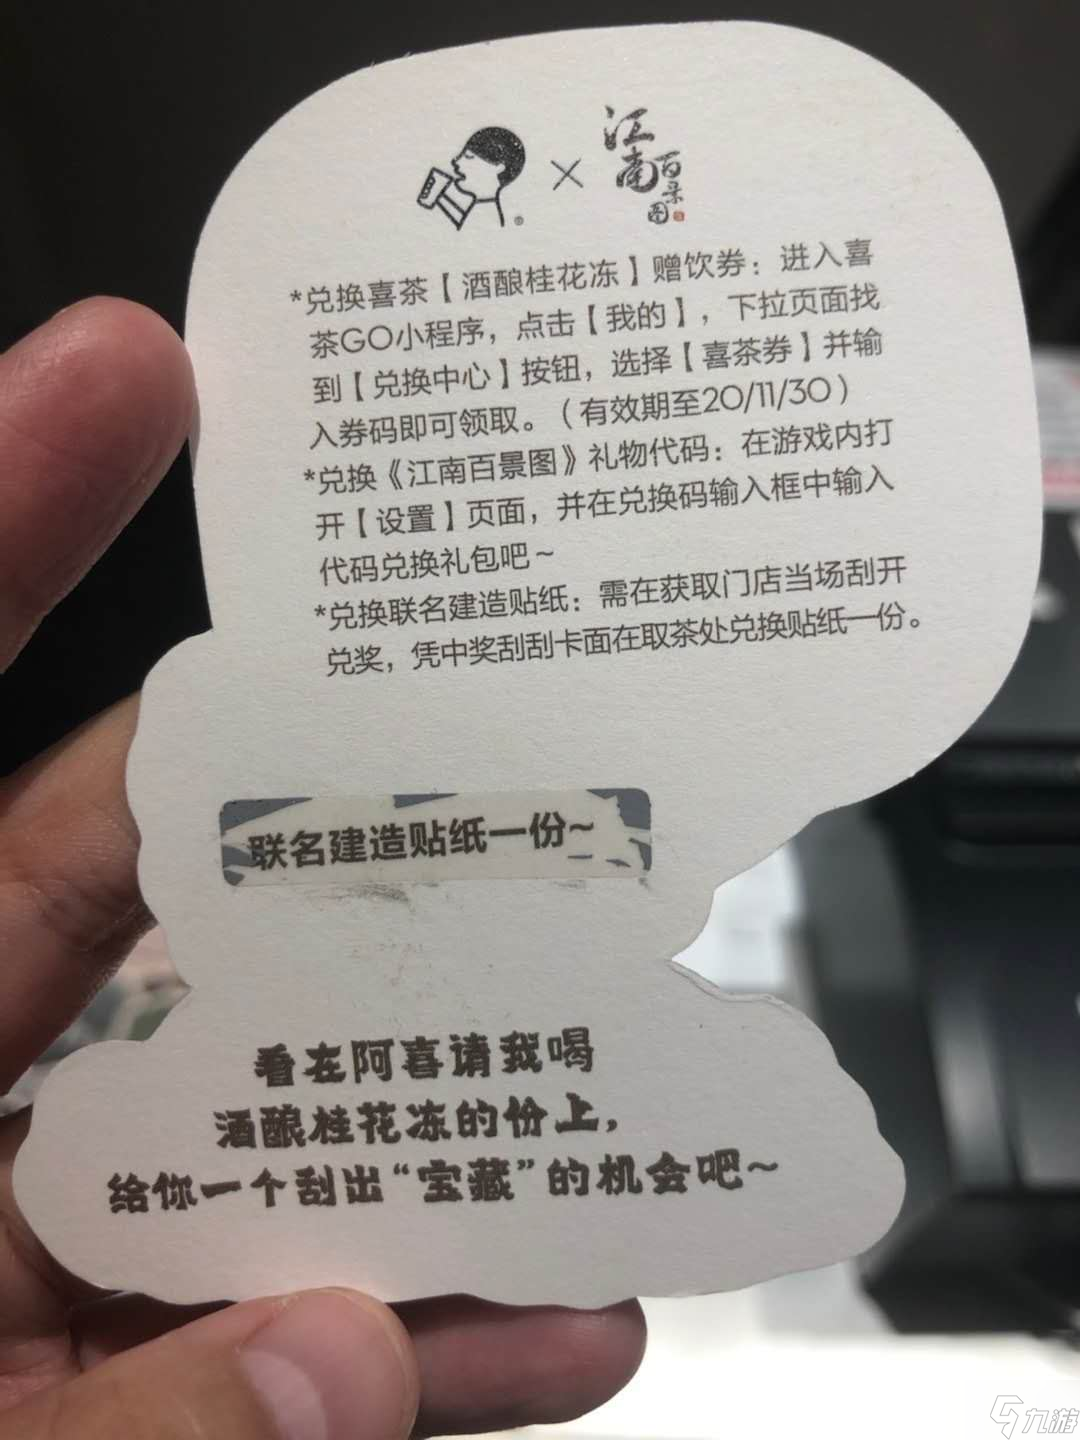 江南百景图
*兑换喜茶【酒酿桂花冻】赠饮券：进入喜
茶GO小程序，点击【我的】，下拉页面找
到【兑换中心】按钮，选择【喜茶券】并输
入券码即可领取。（有效期至20/11/30）
*兑换《江南百景图》礼物代码：在游戏内打
开【设置】页面，并在兑换码输入框中输入
代码兑换礼包吧~
*兑换联名建造贴纸：需在获取门店当场刮开
兑奖，凭中奖刮刮卡面在取茶处兑换贴纸一份。
联名建造贴纸一份~
看在阿喜请我喝
酒酿桂花冻的份上，
给你一个刮出“宝藏”的机会吧~
九游